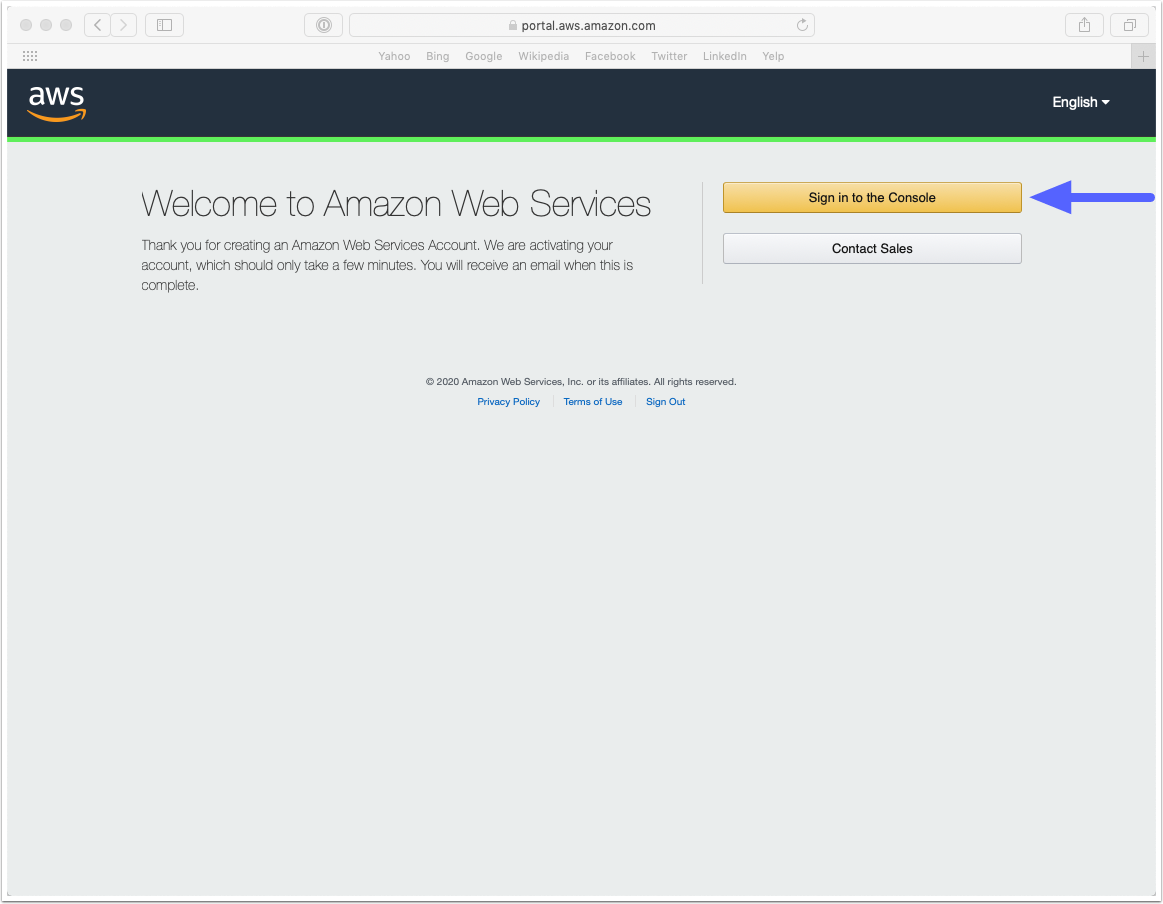 portal.aws.amazon.com
Yahoo Bing Google Wikipedia Facebook Twitter LinkedIn Yelp
aws
English
Welcome to Amazon Web Services
Thank you for creating an Amazon Web Services Account. We are activating your
account, which should only take a few minutes. You will receive an email when this is
complete.
Sign in to the Console
Contact Sales
© 2020 Amazon Web Services, Inc. or its affiliates. All rights reserved.
Privacy Policy Terms of Use Sign Out